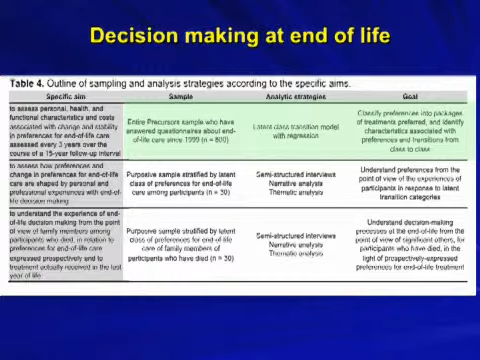 Decision making at end of life
Table 4. Outline of sampling and analysis strategies according to the specific aims.
Specific aim Sample Analytic strategies Goal
to assess personal, health, and
functional characteristics and costs
associated with change and stability
in preferences for end-of-life care
assessed every 3 years over the
course of a 15-year follow-up interval
Entire Precursors sample who have
answered questionnaires about end-
of-life care since 1999 (n = 800)
Latent class transition model
with regression
Classify preferences into packages
of treatments preferred, and identify
characteristics associated with
preferences and transitions from
class to class
to assess how preferences and
change in preferences for end-of-life
care are shaped by personal and
professional experiences with end-of-
life decision making
Purposive sample stratified by latent
class of preferences for end-of-life
care among participants (n = 30)
Semi-structured interviews
Narrative analysis
Thematic analysis
Understand preferences from the
point of view of the experiences of
participants in response to latent
transition categories
to understand the experience of end-
of-life decision making from the point
of view of family members among
participants who died, in relation to
preferences for end-of-life care
expressed prospectively and to
treatment actually received in the last
year of life
Purposive sample stratified by latent
class of preferences for end-of-life
care of family members of
participants who have died (n = 30)
Semi-structured interviews
Narrative analysis
Thematic analysis
Understand decision-making
processes at the end-of-life from the
point of view of significant others, for
participants who have died, in the
light of prospectively-expressed
preferences for end-of-life treatment